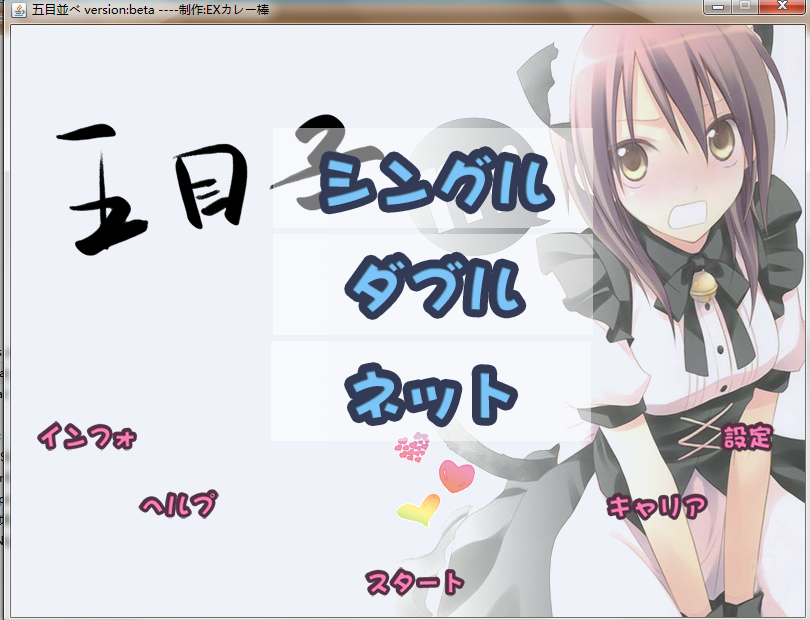 五目並べ version:beta ----制作:EXカレー棒
五目子
シングル
ダブル
ネット
インフォ
設定
ヘルプ
キャリア
スタート